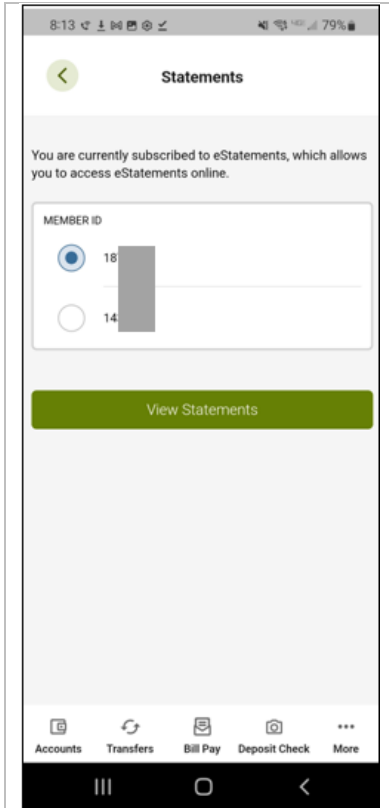 8:13
79%
Statements
You are currently subscribed to eStatements, which allows
you to access eStatements online.
MEMBER ID
18
14
View Statements
Accounts Transfers Bill Pay Deposit Check More